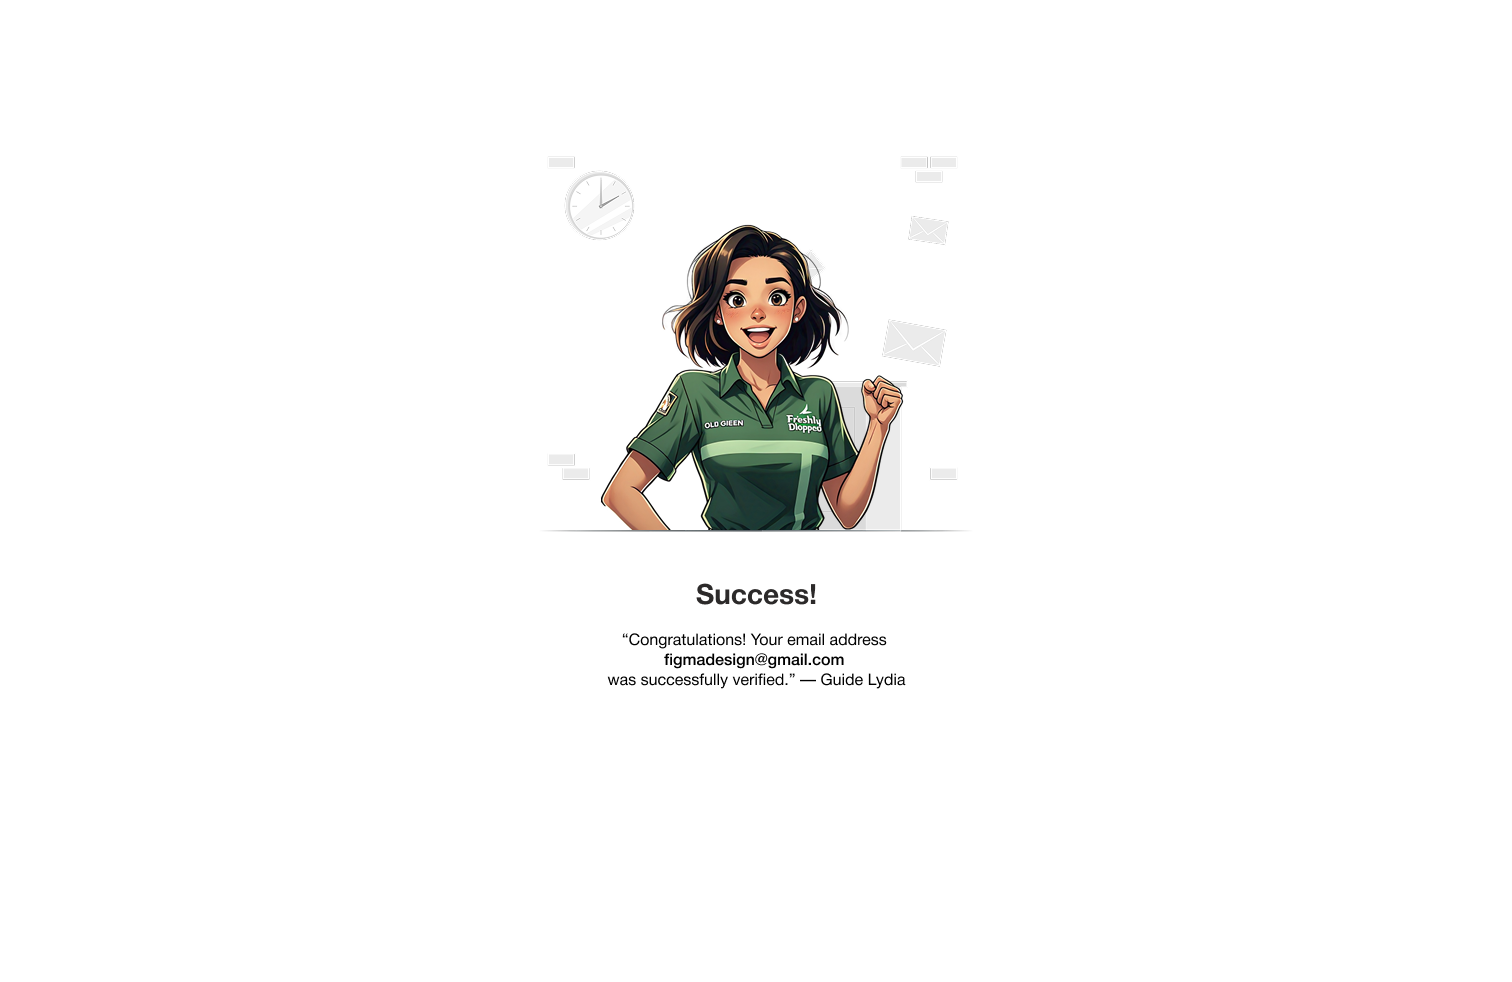 OLD GIEEN
Freshly
Dlopped
Success!
“Congratulations! Your email address
figmadesign@gmail.com
was successfully verified.” — Guide Lydia